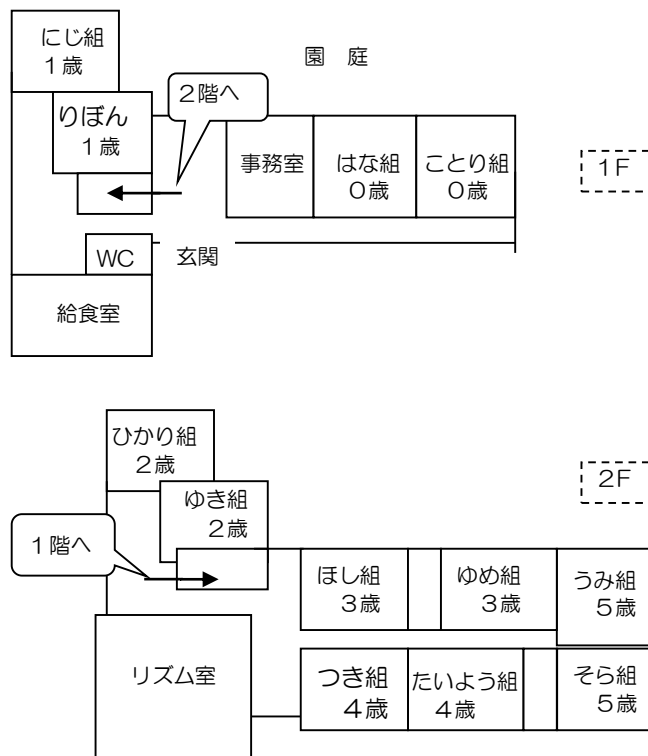 にじ組
1歳
園 庭
2階へ
りぼん
1歳
事務室
はな組
0歳
ことり組
0歳
1F
WC
玄関
給食室
ひかり組
2歳
2F
ゆき組
2歳
1階へ
ほし組
3歳
ゆめ組
3歳
うみ組
5歳
リズム室
つき組
4歳
たいよう組
4歳
そら組
5歳